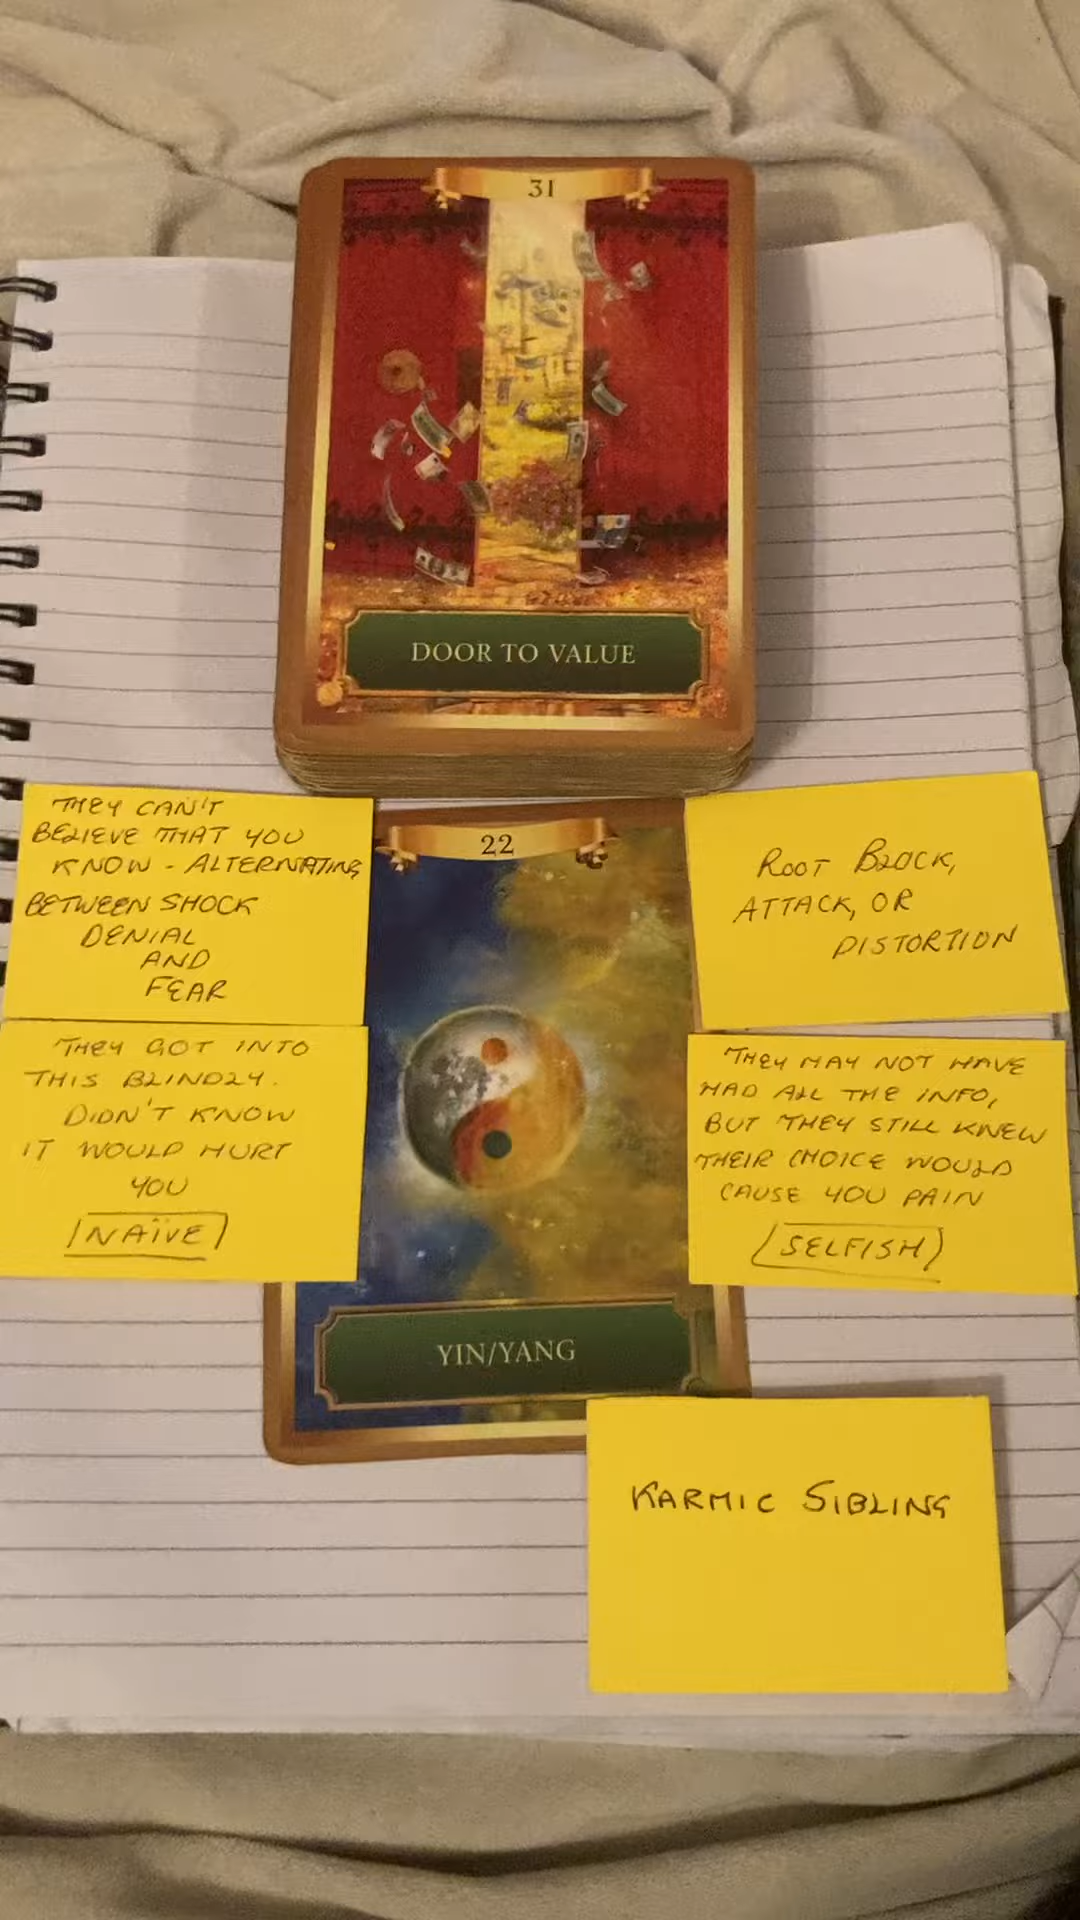 31
DOOR TO VALUE
THEY CAN'T
BELIEVE THAT YOU
KNOW - ALTERNATING
BETWEEN SHOCK
DENIAL
AND
FEAR
22
ROOT BLOCK,
ATTACK, OR
DISTORTION
THEY GOT INTO
THIS BLINDLY.
DIDN'T KNOW
IT WOULD HURT
YOU
NAÏVE
THEY MAY NOT HAVE
HAD ALL THE INFO,
BUT THEY STILL KNEW
THEIR CHOICE WOULD
CAUSE YOU PAIN
SELFISH
YIN/YANG
KARMIC SIBLING